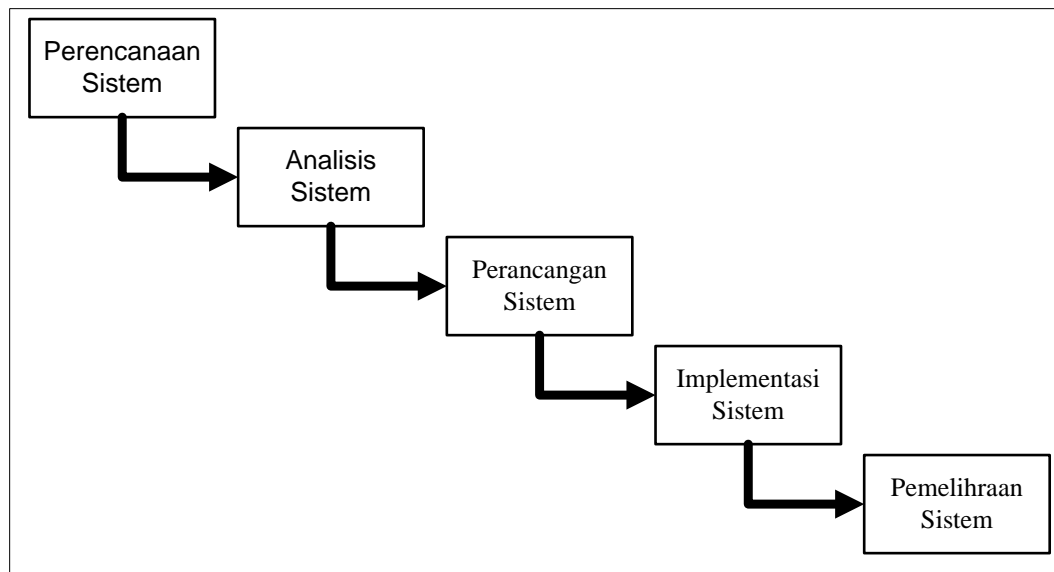 Perencanaan
Sistem
Analisis
Sistem
Perancangan
Sistem
Implementasi
Sistem
Pemelihraan
Sistem